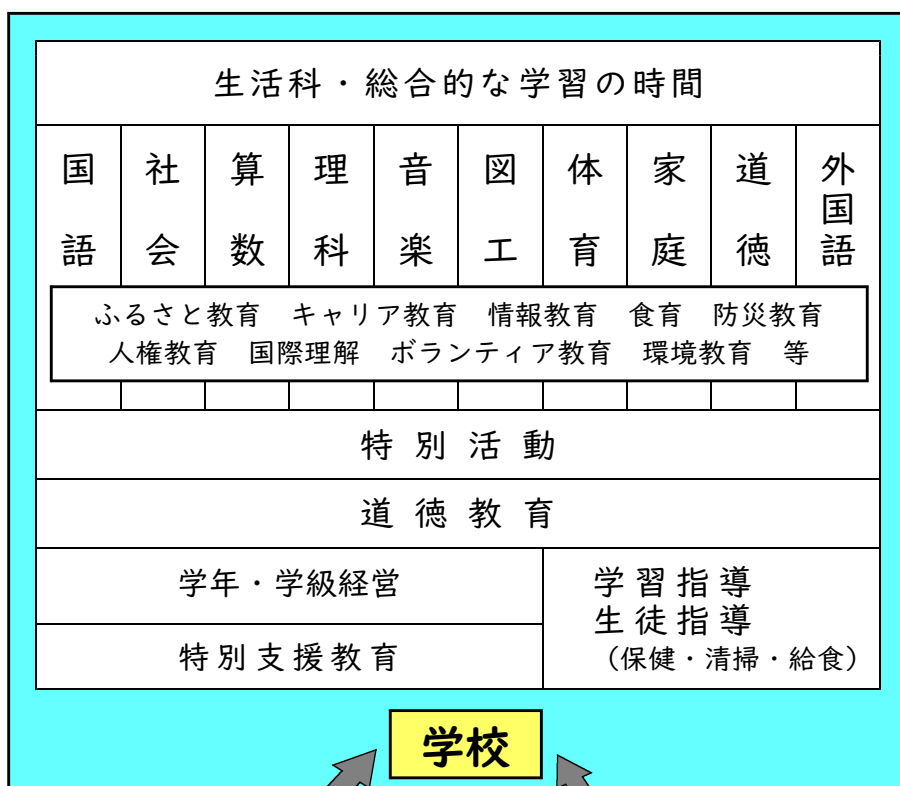 生活科・総合的な学習の時間
国語
社会
算数
理科
音楽
図工
体育
家庭
道徳
外国語
ふるさと教育　キャリア教育　情報教育　食育　防災教育
人権教育　国際理解　ボランティア教育　環境教育　等
特別活動
道徳教育
学年・学級経営
特別支援教育
学習指導
生徒指導
（保健・清掃・給食）
学校